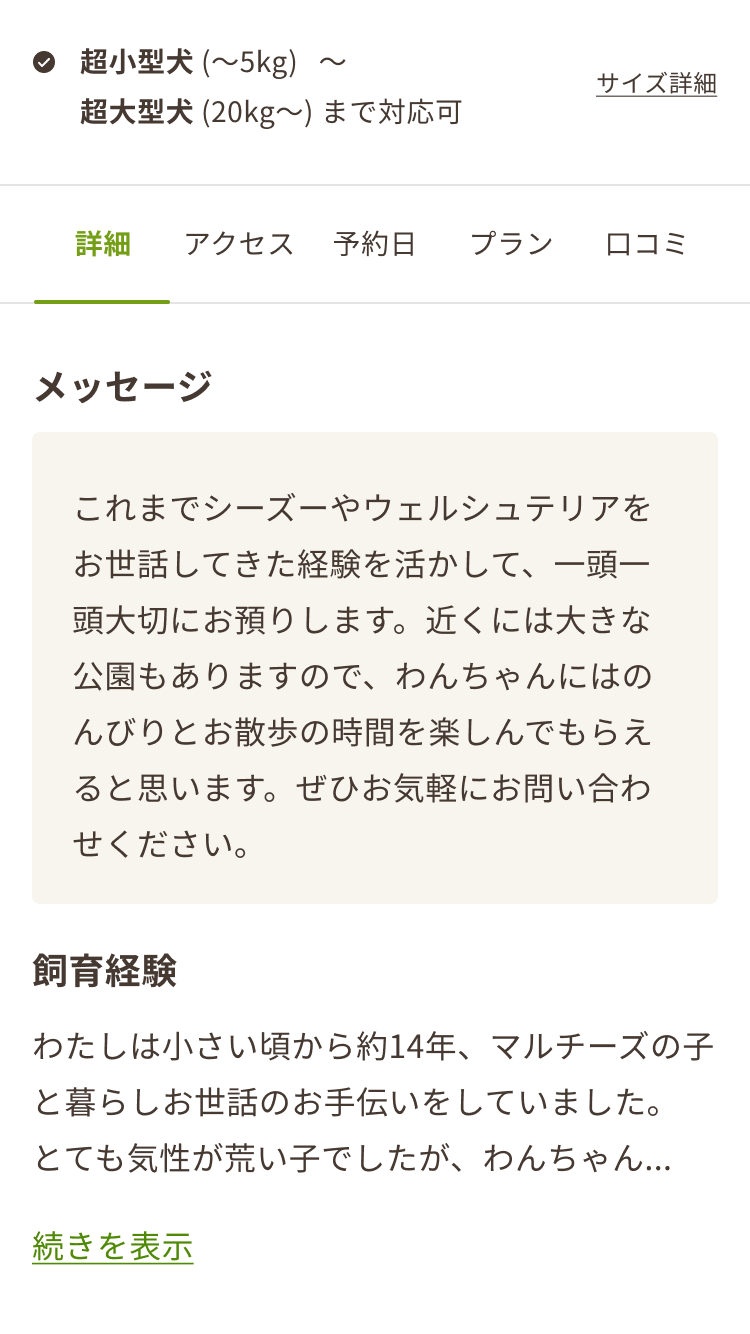 超小型犬 (〜5kg) 〜
超大型犬 (20kg〜) まで対応可
サイズ詳細
詳細 アクセス 予約日 プラン 口コミ
メッセージ
これまでシーズーやウェルシュテリアを
お世話してきた経験を活かして、一頭一
頭大切にお預りします。近くには大きな
公園もありますので、わんちゃんにはの
んびりとお散歩の時間を楽しんでもらえ
ると思います。ぜひお気軽にお問い合わ
せください。
飼育経験
わたしは小さい頃から約14年、マルチーズの子
と暮らしお世話のお手伝いをしていました。
とても気性が荒い子でしたが、わんちゃん...
続きを表示